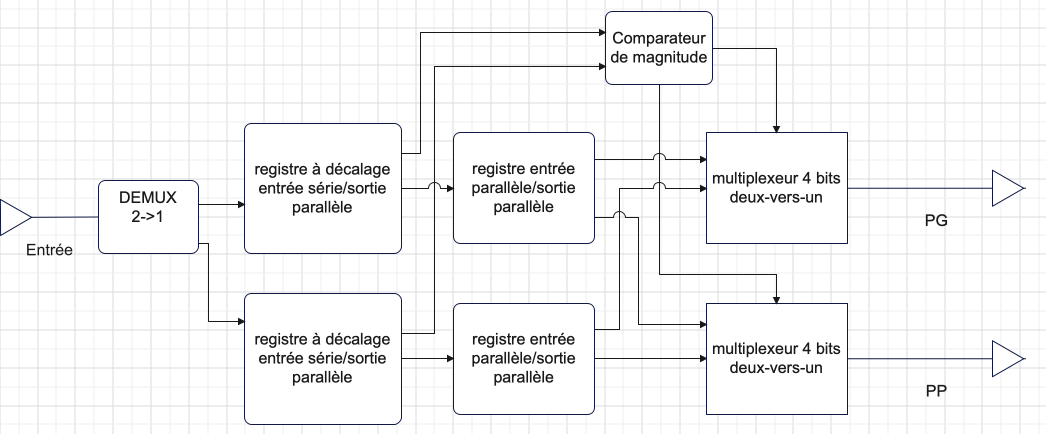 Comparateur
de magnitude
registre à décalage
entrée série/sortie
parallèle
registre entrée
parallèle/sortie
parallèle
multiplexeur 4 bits
deux-vers-un
DEMUX
2->1
Entrée
PG
registre à décalage
entrée série/sortie
parallèle
registre entrée
parallèle/sortie
parallèle
multiplexeur 4 bits
deux-vers-un
PP